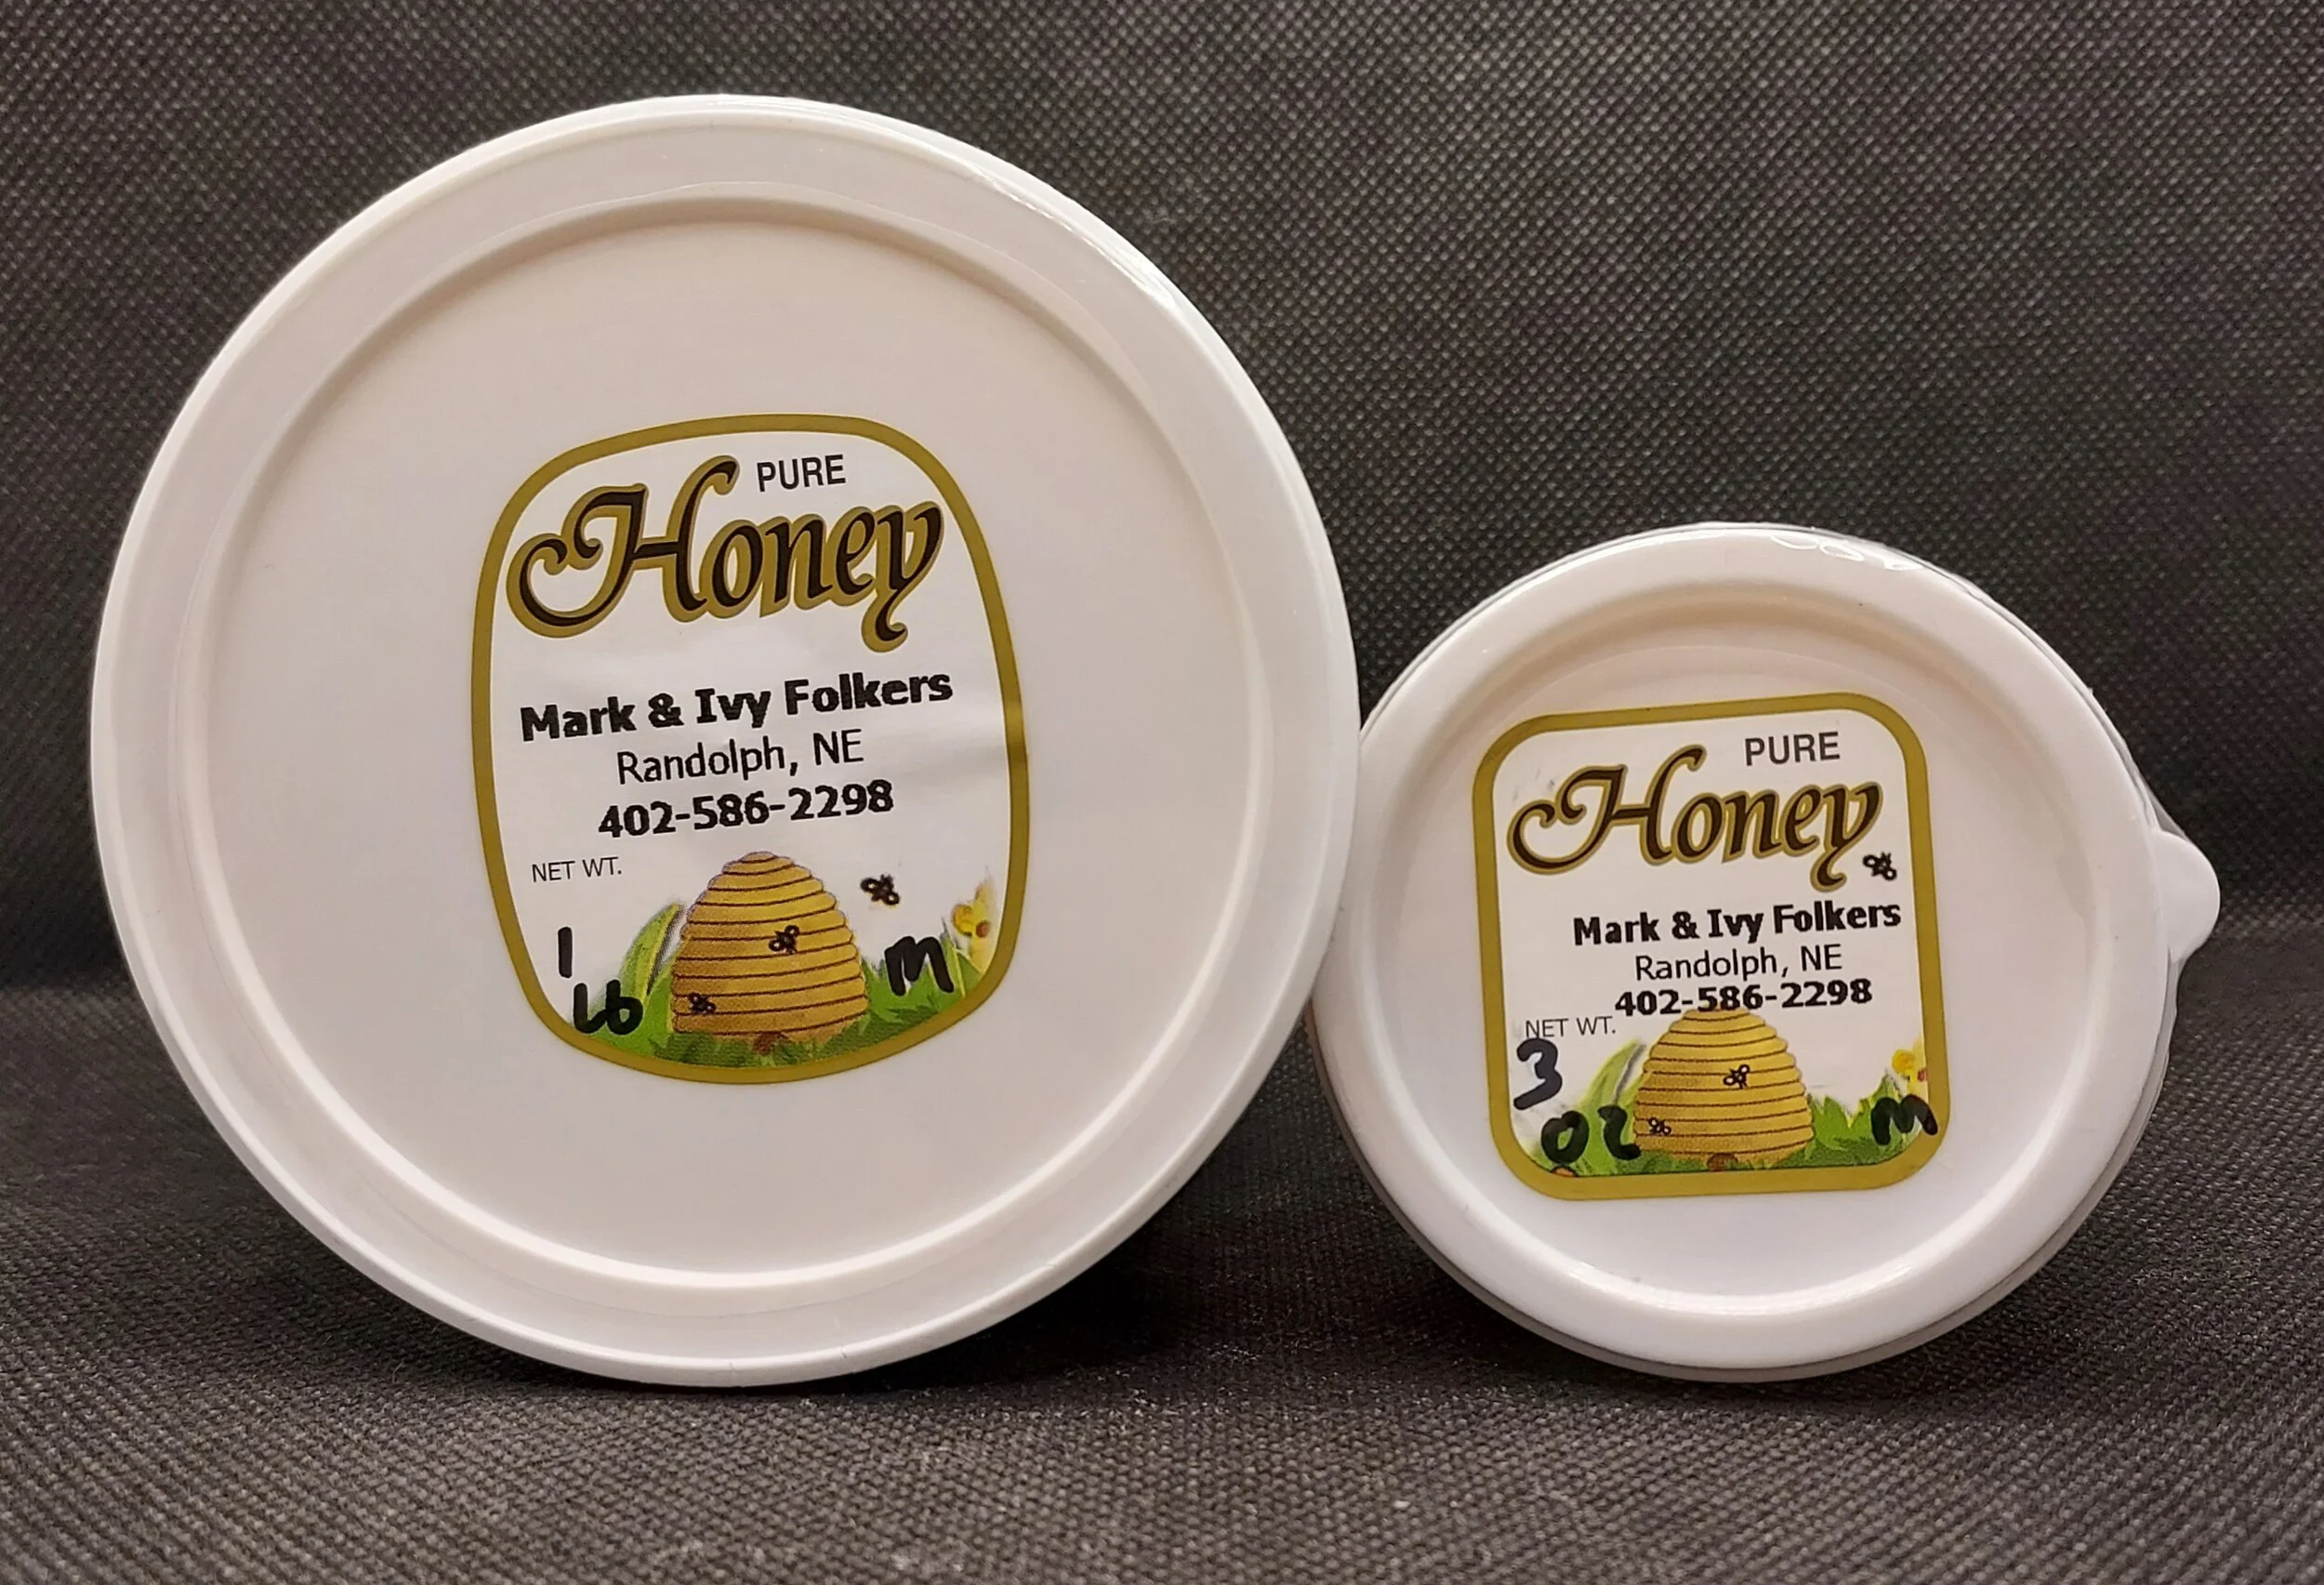 PURE
Honey
Mark & Ivy Folkers
Randolph, NE
402-586-2298
NET WT.
1
Lb
M
PURE
Honey
Mark & Ivy Folkers
Randolph, NE
402-586-2298
NET WT.
3
oz
M